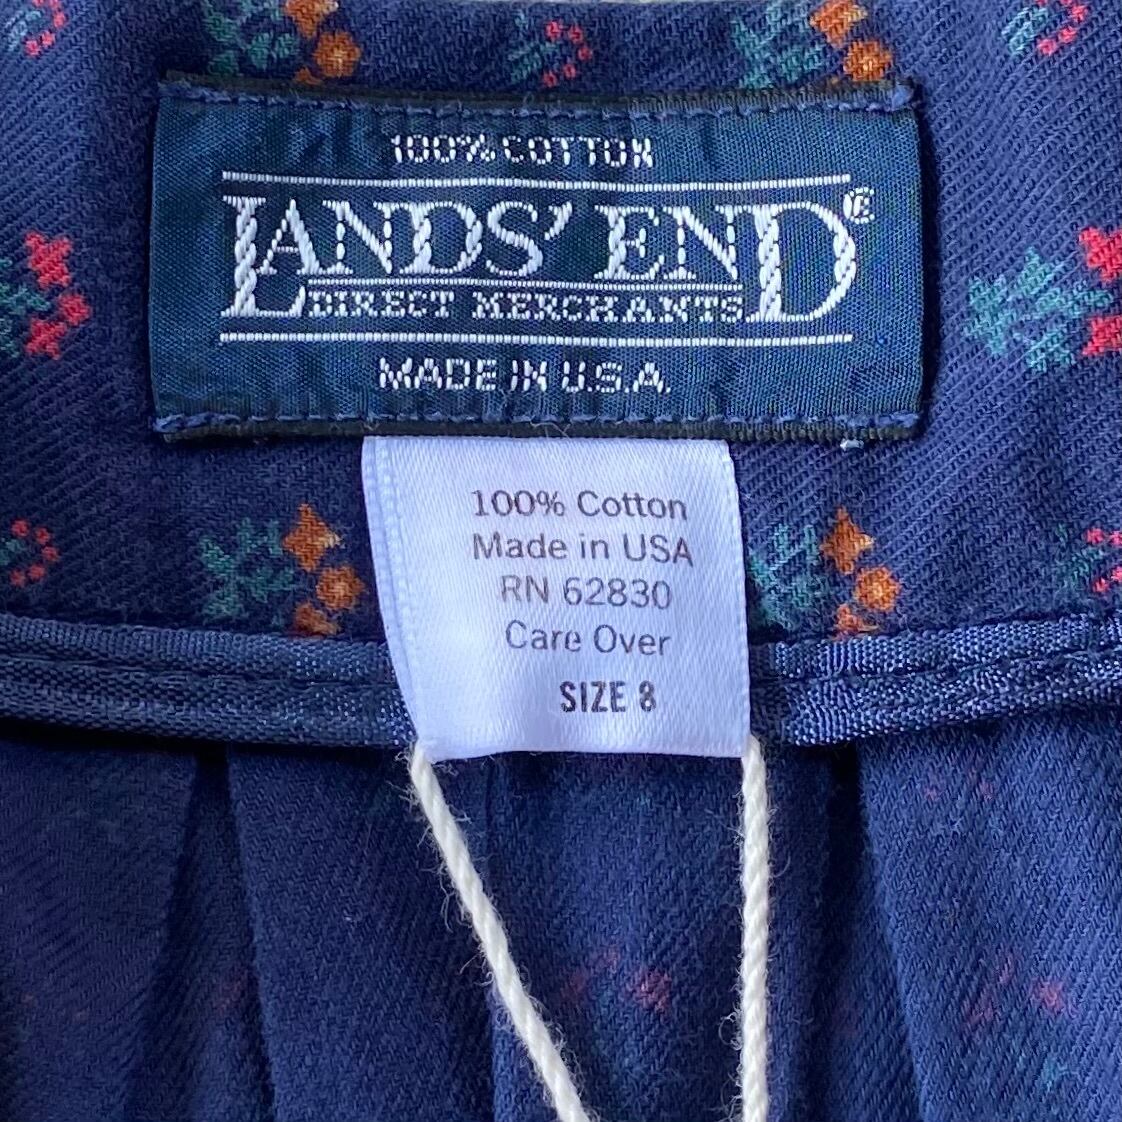 100% COTTON
LANDS' END®
DIRECT MERCHANTS
MADE IN U.S.A.
100% Cotton
Made in USA
RN 62830
Care Over
SIZE 8